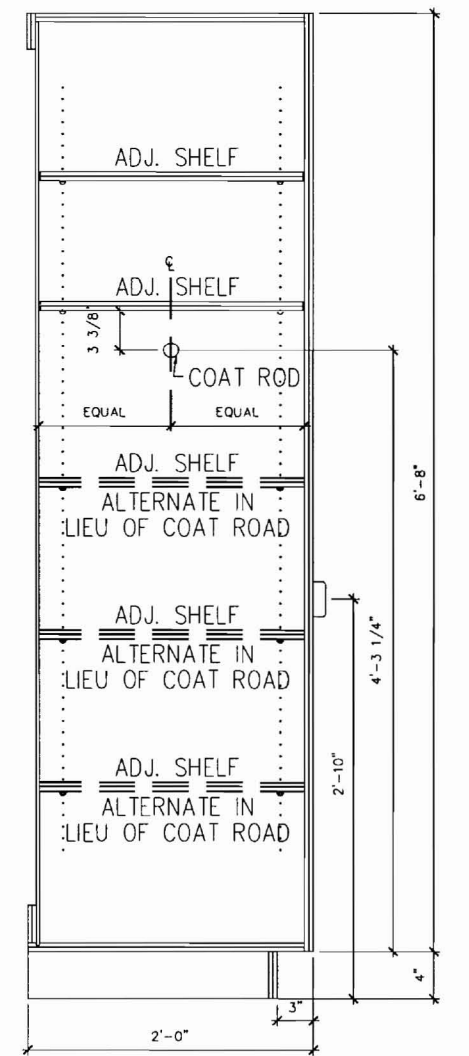 ADJ. SHELF
℄
ADJ. SHELF
3 3/8"
COAT ROD
EQUAL
EQUAL
6'-8"
ADJ. SHELF
ALTERNATE IN
LIEU OF COAT ROAD
ADJ. SHELF
ALTERNATE IN
LIEU OF COAT ROAD
4'-3 1/4"
2'-10"
ADJ. SHELF
ALTERNATE IN
LIEU OF COAT ROAD
4"
3"
2'-0"